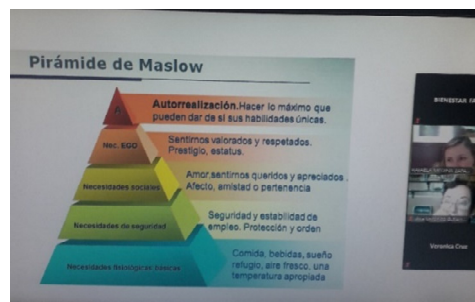 Pirámide de Maslow
A
Autorrealización.Hacer lo máximo que
pueden dar de sí sus habilidades únicas.
Nec. EGO
Sentirnos valorados y respetados.
Prestigio, estatus.
Necesidades sociales
Amor,sentirnos queridos y apreciados .
Afecto, amistad o pertenencia
Necesidades de seguridad
Seguridad y estabilidad de
empleo. Protección y orden
Necesidades fisiológicas básicas
Comida, bebidas, sueño
refugio, aire fresco, una
temperatura apropiada
BIENESTAR FA
Veronica Cruz